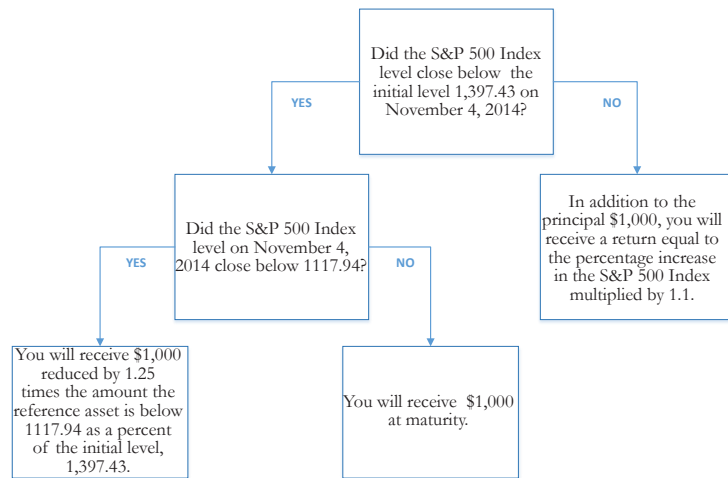 Did the S&P 500 Index
level close below the
initial level 1,397.43 on
November 4, 2014?
YES
NO
Did the S&P 500 Index
level on November 4,
2014 close below 1117.94?
In addition to the
principal $1,000, you will
receive a return equal to
the percentage increase
in the S&P 500 Index
multiplied by 1.1.
YES
NO
You will receive $1,000
reduced by 1.25
times the amount the
reference asset is below
1117.94 as a percent
of the initial level,
1,397.43.
You will receive $1,000
at maturity.